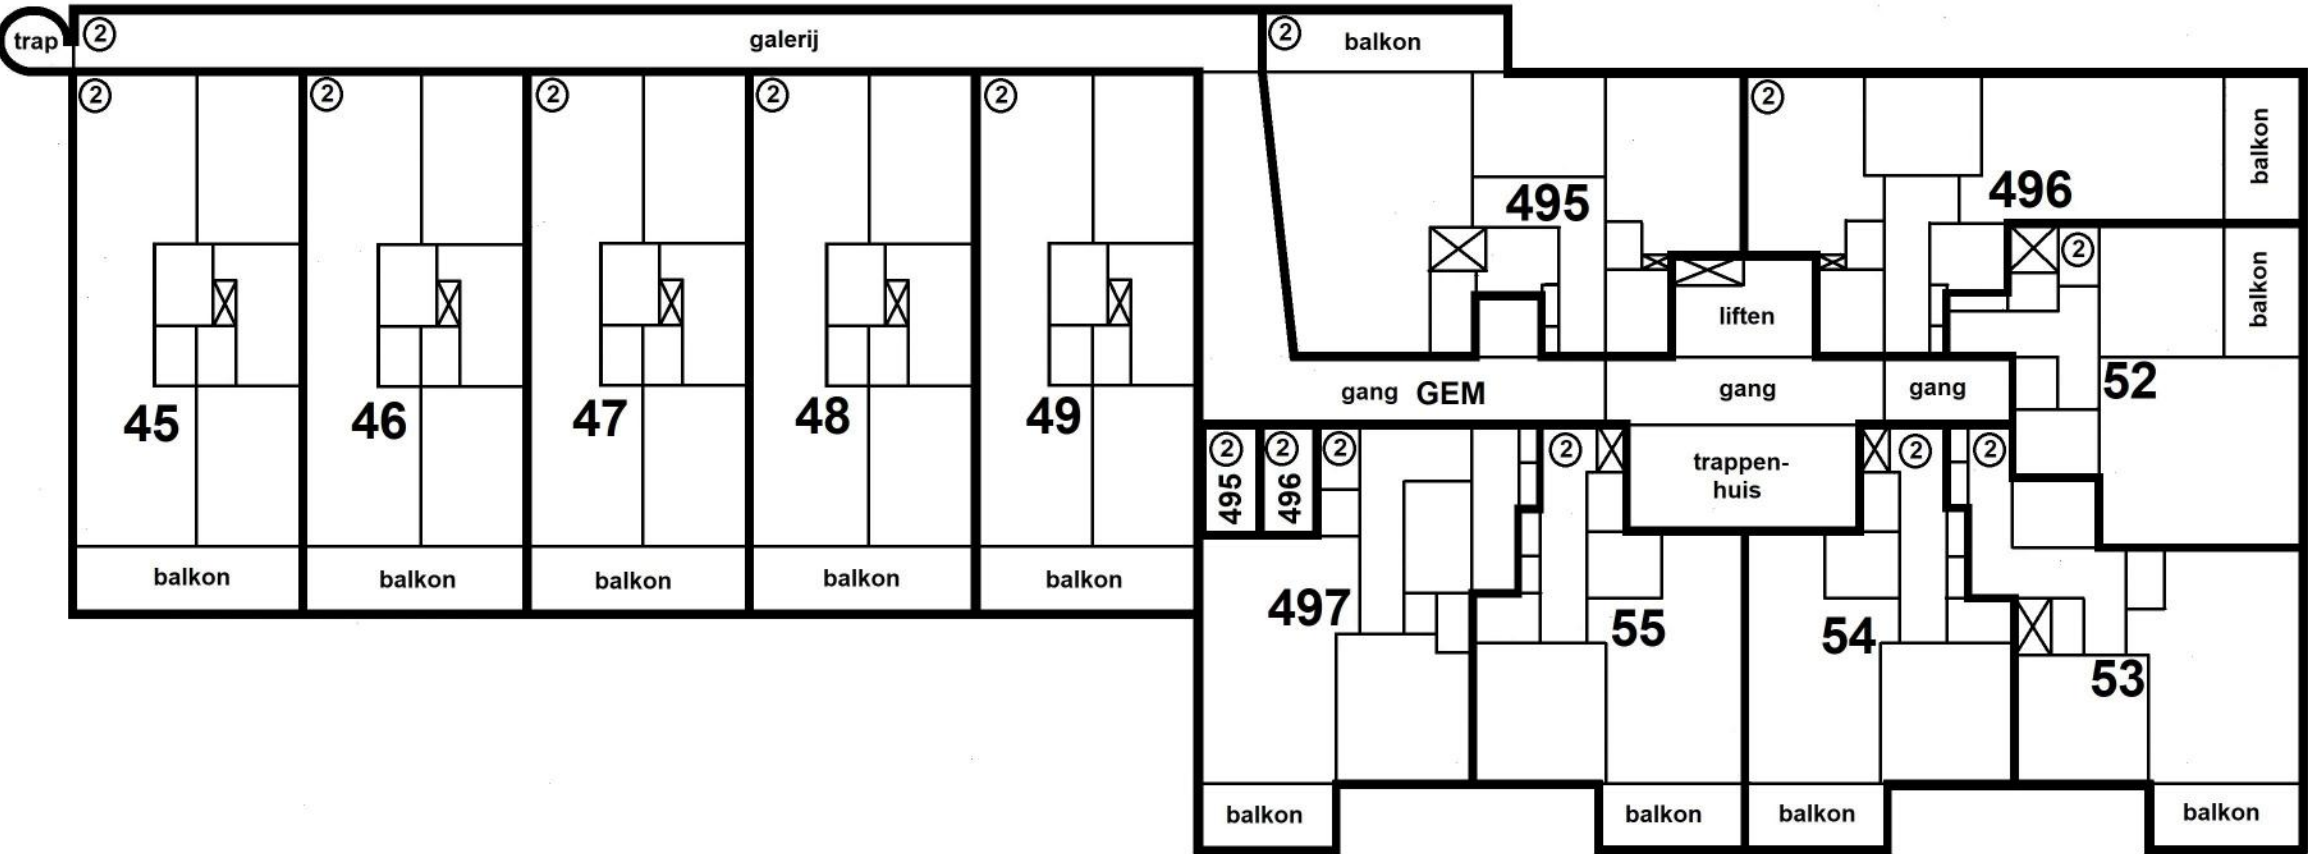 trap
②
galerij
②
balkon
②
②
②
②
②
②
balkon
495
496
②
balkon
liften
gang GEM
gang
gang
52
45
46
47
48
49
②
495
②
496
②
②
trappen-
huis
②
②
balkon
balkon
balkon
balkon
balkon
497
55
54
53
balkon
balkon
balkon
balkon